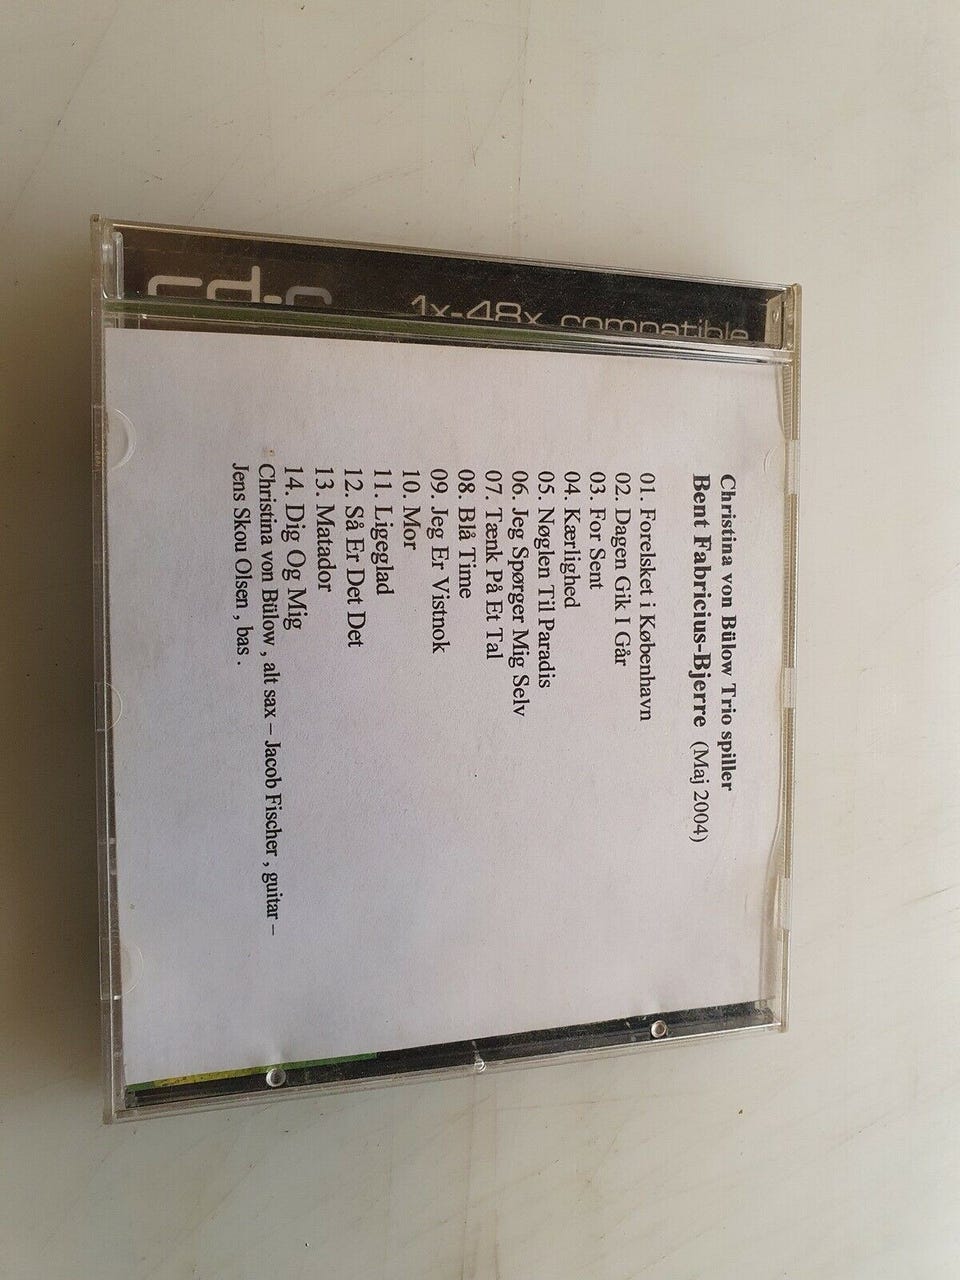 cd-r 1x-48x compatible
Christina von Bülow Trio spiller
Bent Fabricius-Bjerre (Maj 2004)
01. Forelsket i København
02. Dagen Gik I Går
03. For Sent
04. Kærlighed
05. Nøglen Til Paradis
06. Jeg Spørger Mig Selv
07. Tænk På Et Tal
08. Blå Time
09. Jeg Er Vistnok
10. Mor
11. Ligeglad
12. Så Er Det Det
13. Matador
14. Dig Og Mig
Christina von Bülow , alt sax – Jacob Fischer , guitar –
Jens Skou Olsen , bas .